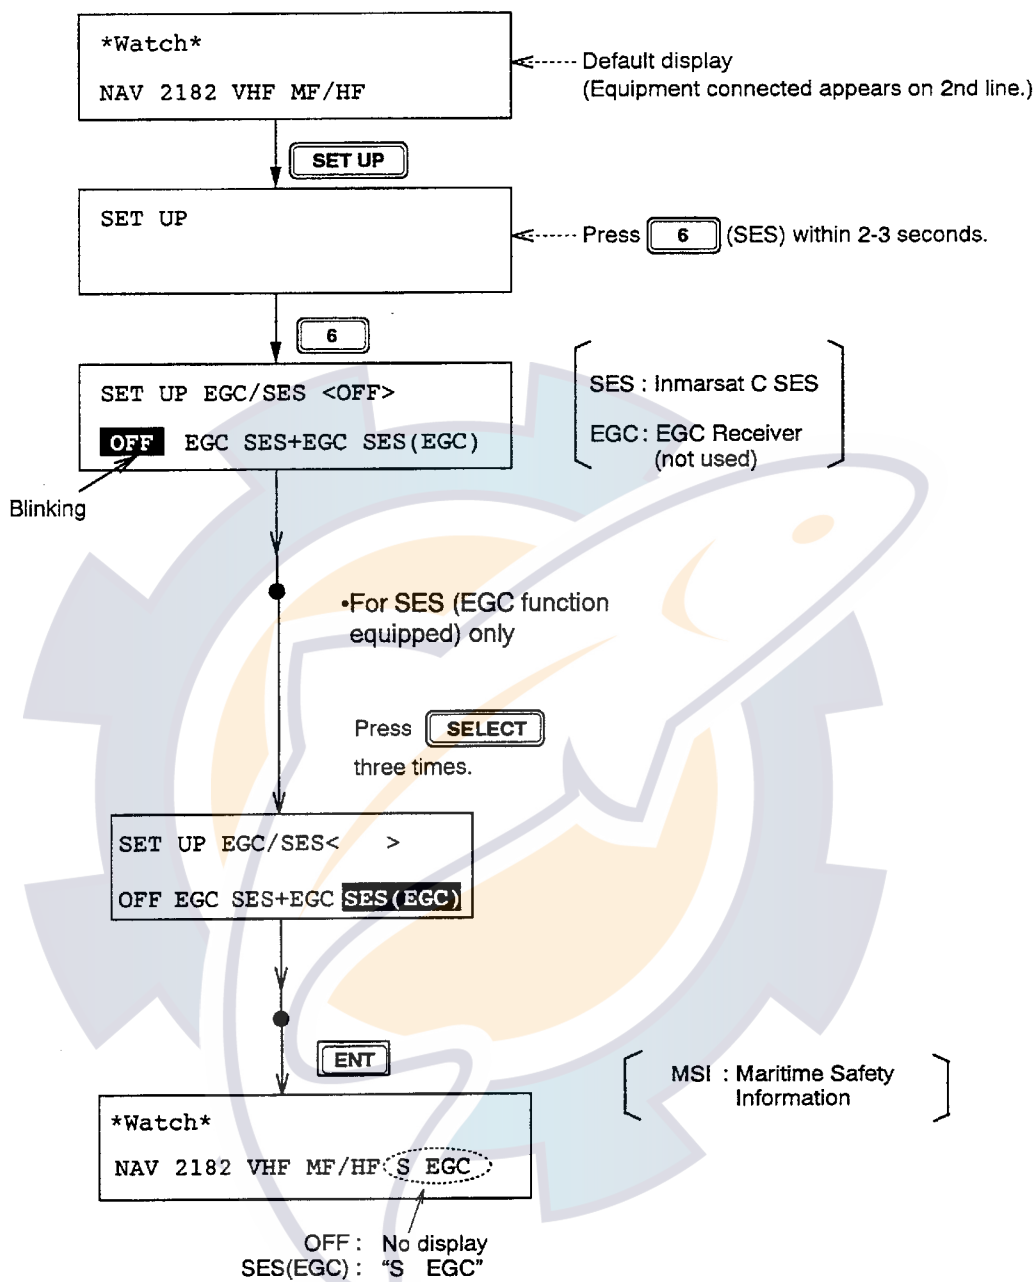 *Watch*
NAV 2182 VHF MF/HF
Default display
(Equipment connected appears on 2nd line.)
SET UP
SET UP
Press 6 (SES) within 2-3 seconds.
6
SET UP EGC/SES <OFF>
OFF EGC SES+EGC SES(EGC)
SES : Inmarsat C SES
EGC : EGC Receiver
(not used)
Blinking
•For SES (EGC function
equipped) only
Press SELECT
three times.
SET UP EGC/SES< >
OFF EGC SES+EGC SES(EGC)
ENT
MSI : Maritime Safety
Information
*Watch*
NAV 2182 VHF MF/HF S EGC
OFF : No display
SES(EGC) : “S EGC”